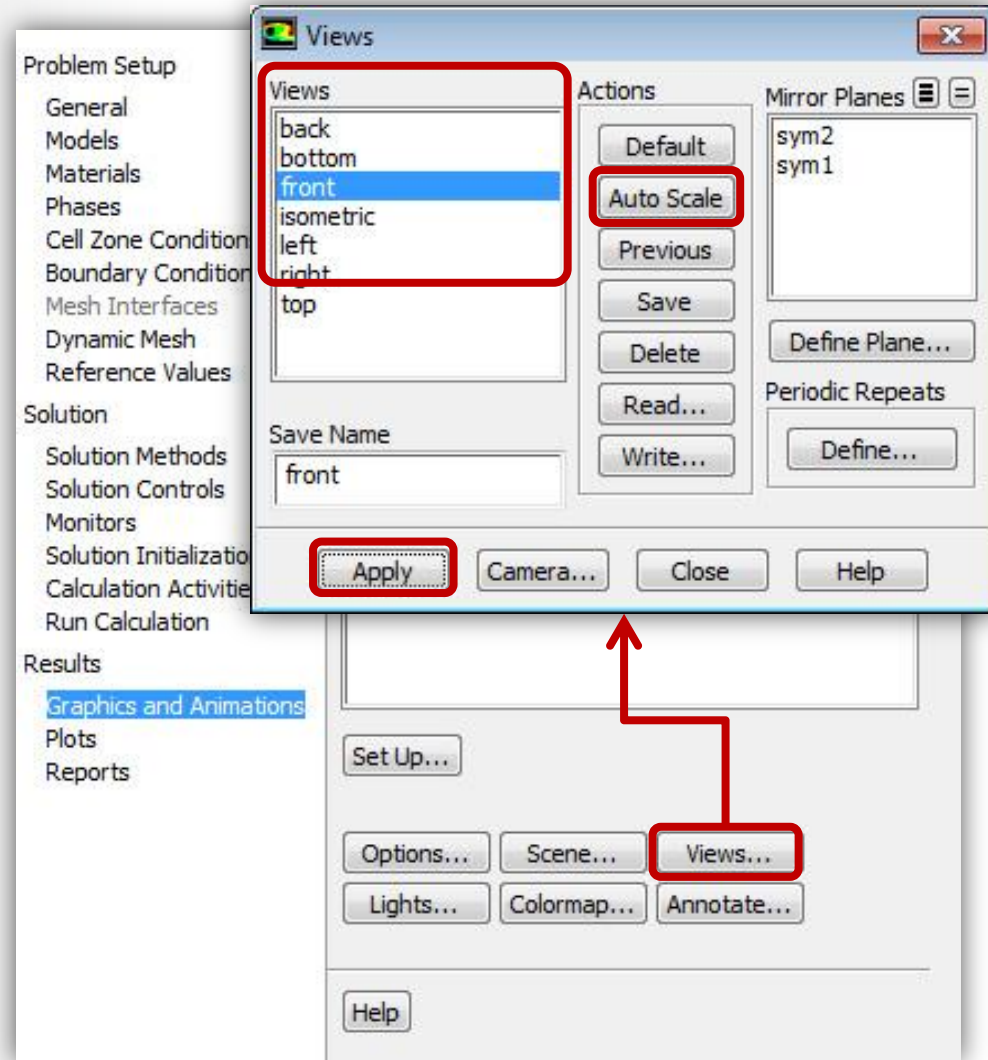 Views
Views
back
bottom
front
isometric
left
right
top
Save Name
front
Actions
Default
Auto Scale
Previous
Save
Delete
Read...
Write...
Mirror Planes
sym2
sym1
Define Plane...
Periodic Repeats
Define...
Apply
Camera...
Close
Help
Problem Setup
General
Models
Materials
Phases
Cell Zone Condition
Boundary Condition
Mesh Interfaces
Dynamic Mesh
Reference Values
Solution
Solution Methods
Solution Controls
Monitors
Solution Initializatio
Calculation Activitie
Run Calculation
Results
Graphics and Animations
Plots
Reports
Set Up...
Options...
Scene...
Views...
Lights...
Colormap...
Annotate...
Help